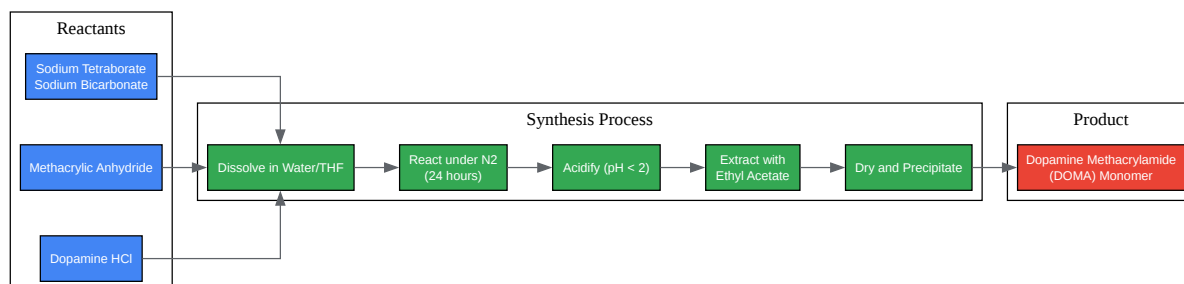 Reactants
Sodium Tetraborate
Sodium Bicarbonate
Methacrylic Anhydride
Dopamine HCl
Synthesis Process
Dissolve in Water/THF
React under N2
(24 hours)
Acidify (pH < 2)
Extract with
Ethyl Acetate
Dry and Precipitate
Product
Dopamine Methacrylamide
(DOMA) Monomer